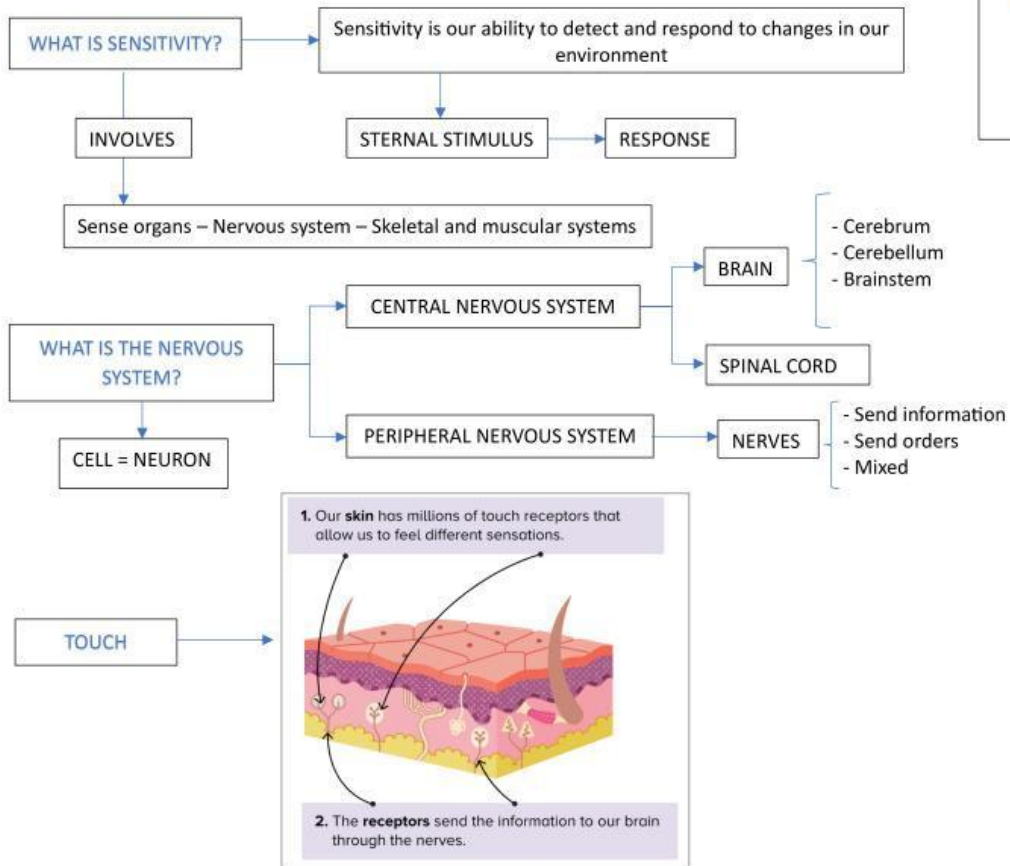 WHAT IS SENSITIVITY?
Sensitivity is our ability to detect and respond to changes in our
environment
INVOLVES
STERNAL STIMULUS
RESPONSE
Sense organs – Nervous system – Skeletal and muscular systems
WHAT IS THE NERVOUS
SYSTEM?
CENTRAL NERVOUS SYSTEM
BRAIN
- Cerebrum
- Cerebellum
- Brainstem
SPINAL CORD
PERIPHERAL NERVOUS SYSTEM
NERVES
- Send information
- Send orders
- Mixed
CELL = NEURON
TOUCH
1. Our skin has millions of touch receptors that
allow us to feel different sensations.
2. The receptors send the information to our brain
through the nerves.